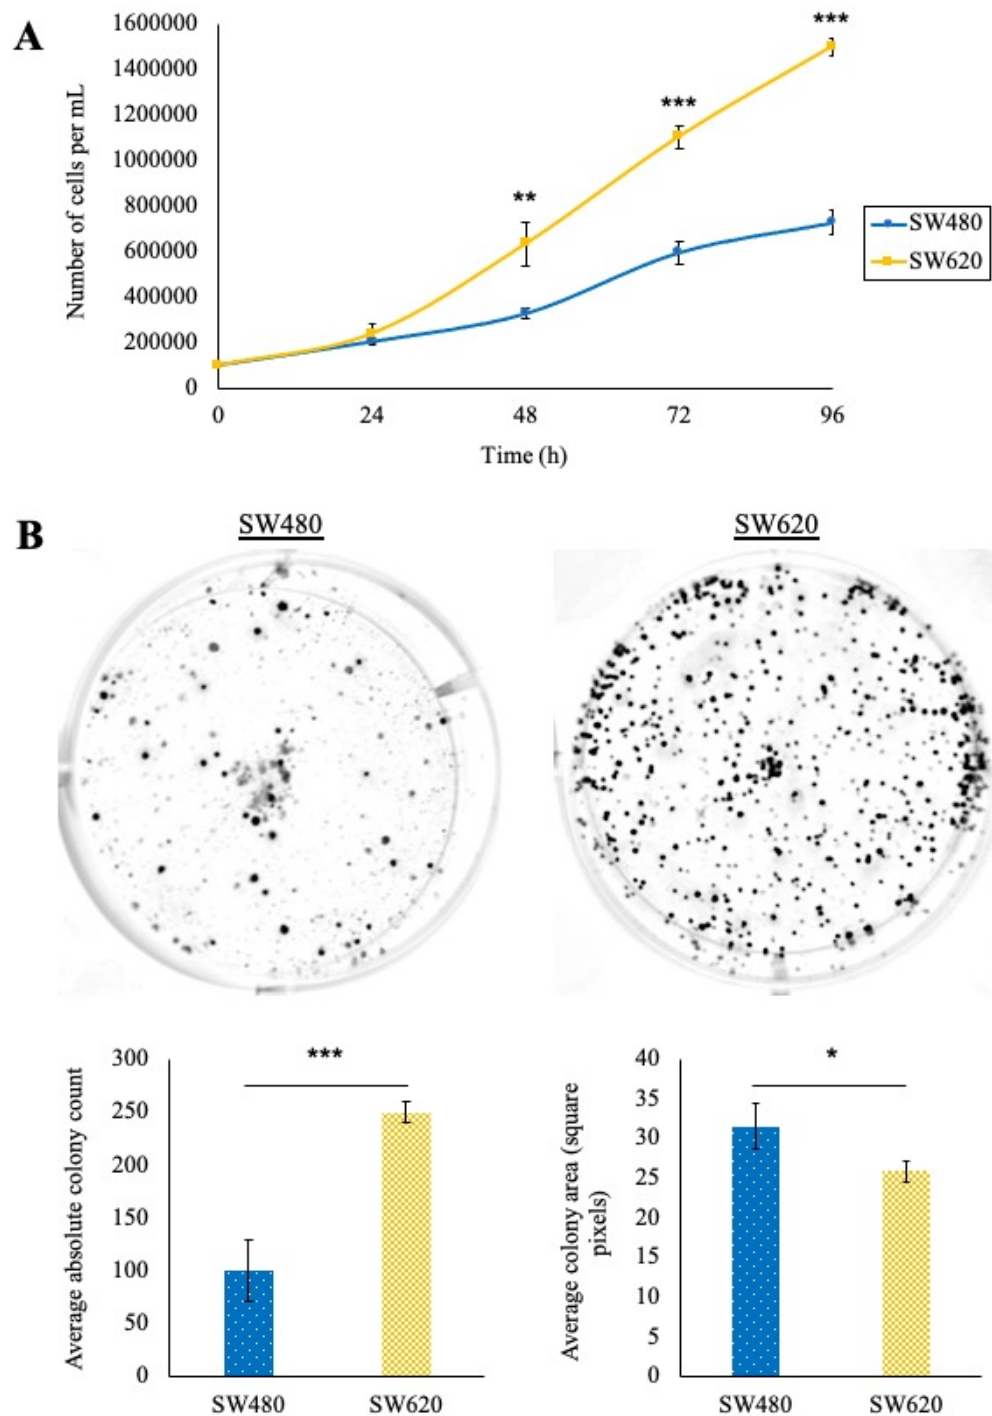 A
Number of cells per mL
1600000
1400000
1200000
1000000
800000
600000
400000
200000
0
**
***
***
0 24 48 72 96
Time (h)
SW480
SW620
B
SW480 SW620
Average absolute colony count
300
250
200
150
100
50
0
***
SW480 SW620
Average colony area (square
pixels)
40
35
30
25
20
15
10
5
0
*
SW480 SW620